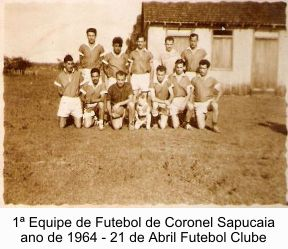 1ª Equipe de Futebol de Coronel Sapucaia
ano de 1964 - 21 de Abril Futebol Clube